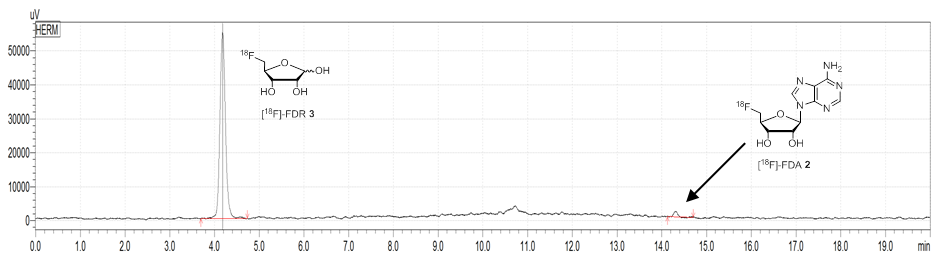 uV
HERM
50000
40000
30000
20000
10000
0
¹⁸F
O
OH
HO
OH
[¹⁸F]-FDR 3
NH₂
N
N
N
N
¹⁸F
O
HO
OH
[¹⁸F]-FDA 2
0.0 1.0 2.0 3.0 4.0 5.0 6.0 7.0 8.0 9.0 10.0 11.0 12.0 13.0 14.0 15.0 16.0 17.0 18.0 19.0 min